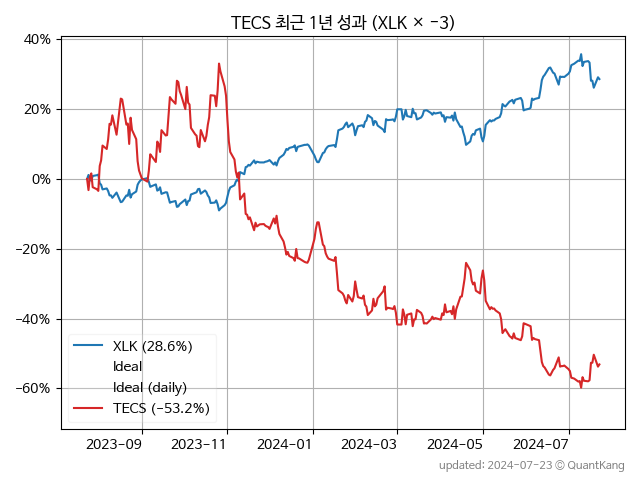 TECS 최근 1년 성과 (XLK × −3)
40%
20%
0%
−20%
−40%
−60%
XLK (28.6%)
Ideal
Ideal (daily)
TECS (−53.2%)
2023−09
2023−11
2024−01
2024−03
2024−05
2024−07
updated: 2024−07−23 © QuantKang